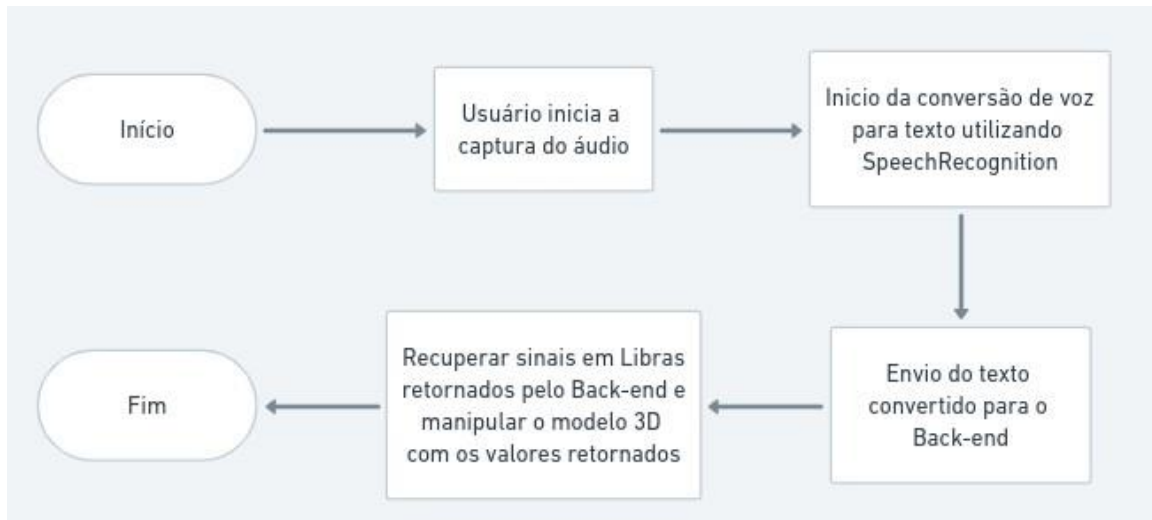 Início
Usuário inicia a
captura do áudio
Inicio da conversão de voz
para texto utilizando
SpeechRecognition
Envio do texto
convertido para o
Back-end
Recuperar sinais em Libras
retornados pelo Back-end e
manipular o modelo 3D
com os valores retornados
Fim